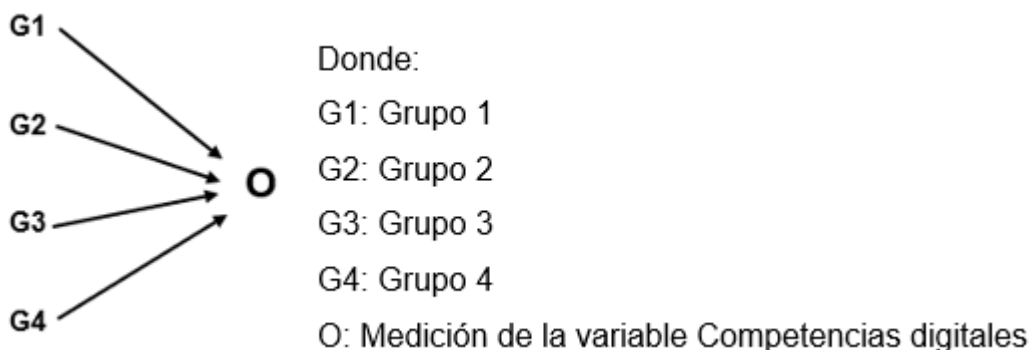 G1
G2
G3
G4
O
Donde:
G1: Grupo 1
G2: Grupo 2
G3: Grupo 3
G4: Grupo 4
O: Medición de la variable Competencias digitales